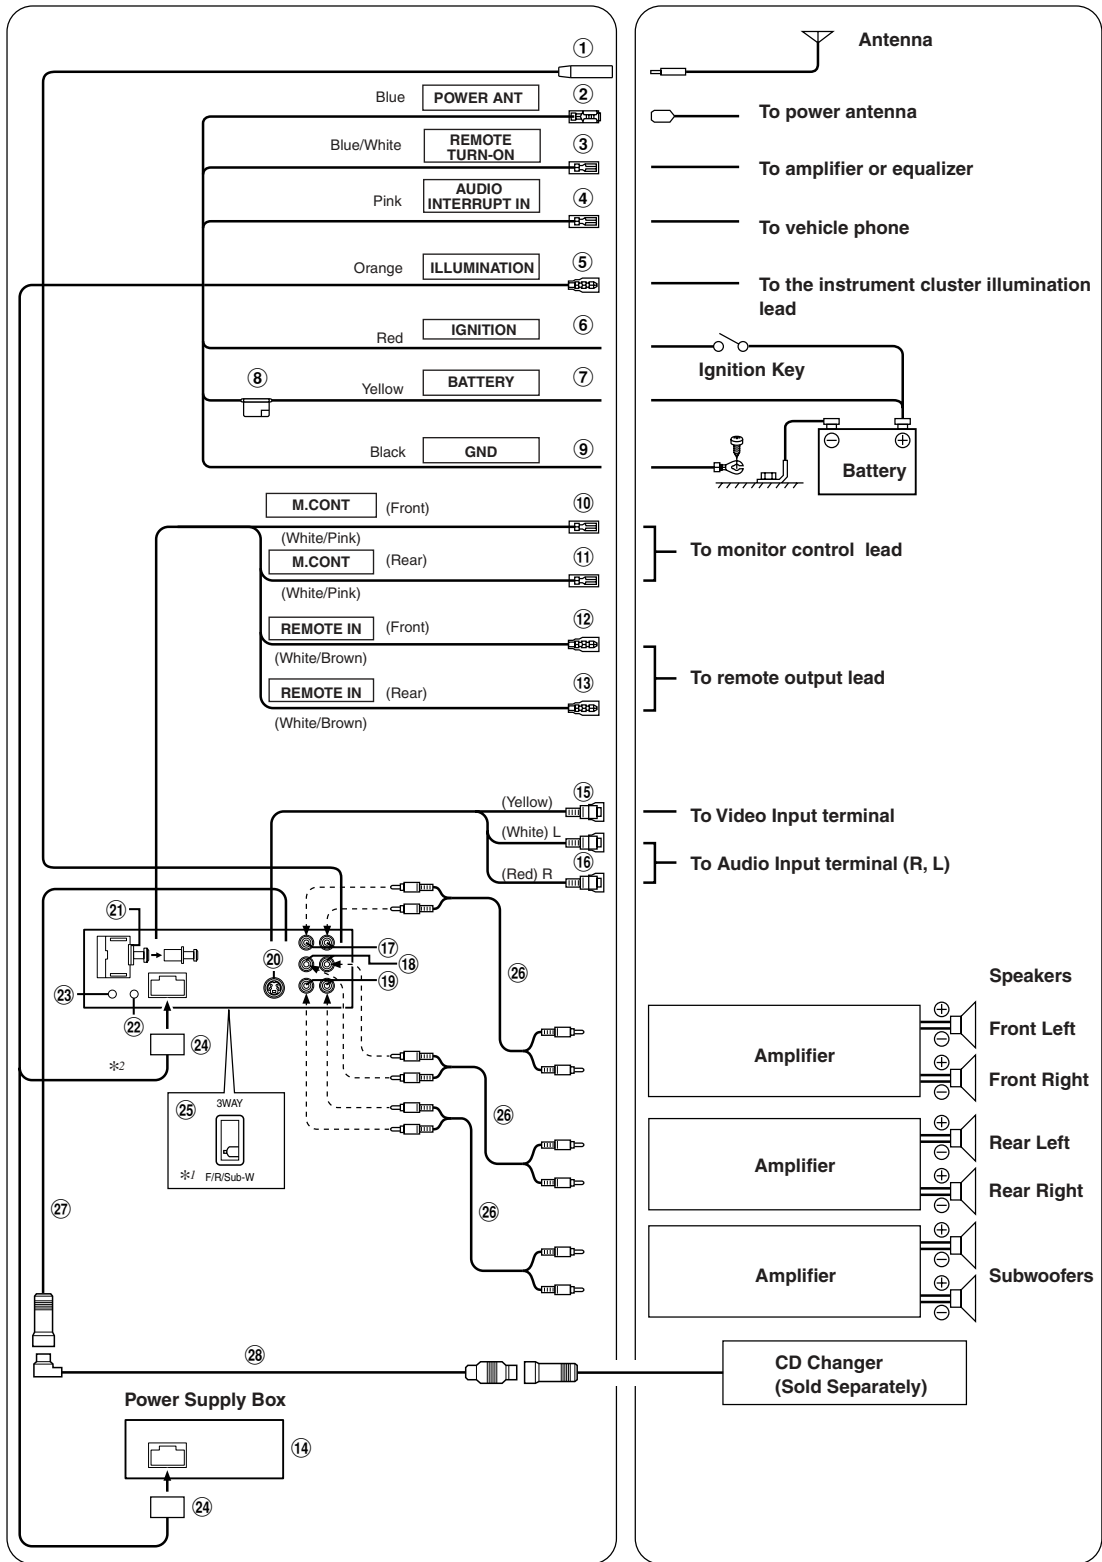 ① Antenna
Blue POWER ANT ② To power antenna
Blue/White REMOTE TURN-ON ③ To amplifier or equalizer
Pink AUDIO INTERRUPT IN ④ To vehicle phone
Orange ILLUMINATION ⑤ To the instrument cluster illumination
lead
Red IGNITION ⑥
Ignition Key
⑧ Yellow BATTERY ⑦
Black GND ⑨
⊖ ⊕
Battery
M.CONT (Front) ⑩
(White/Pink)
To monitor control lead
M.CONT (Rear) ⑪
(White/Pink)
REMOTE IN (Front) ⑫
(White/Brown)
To remote output lead
REMOTE IN (Rear) ⑬
(White/Brown)
(Yellow) ⑮ To Video Input terminal
(White) L
To Audio Input terminal (R, L)
(Red) R ⑯
㉑
⑰
⑳ ⑱
⑲
㉓ ㉒
㉔
*2
㉖
Speakers
㉕ 3WAY
*1 F/R/Sub-W
Amplifier
⊕ ⊖ Front Left
⊕ ⊖ Front Right
㉖
Amplifier
⊕ ⊖ Rear Left
⊕ ⊖ Rear Right
㉗
㉖
Amplifier
⊕ ⊖
⊕ ⊖
Subwoofers
㉘
CD Changer
(Sold Separately)
Power Supply Box
⑭
㉔